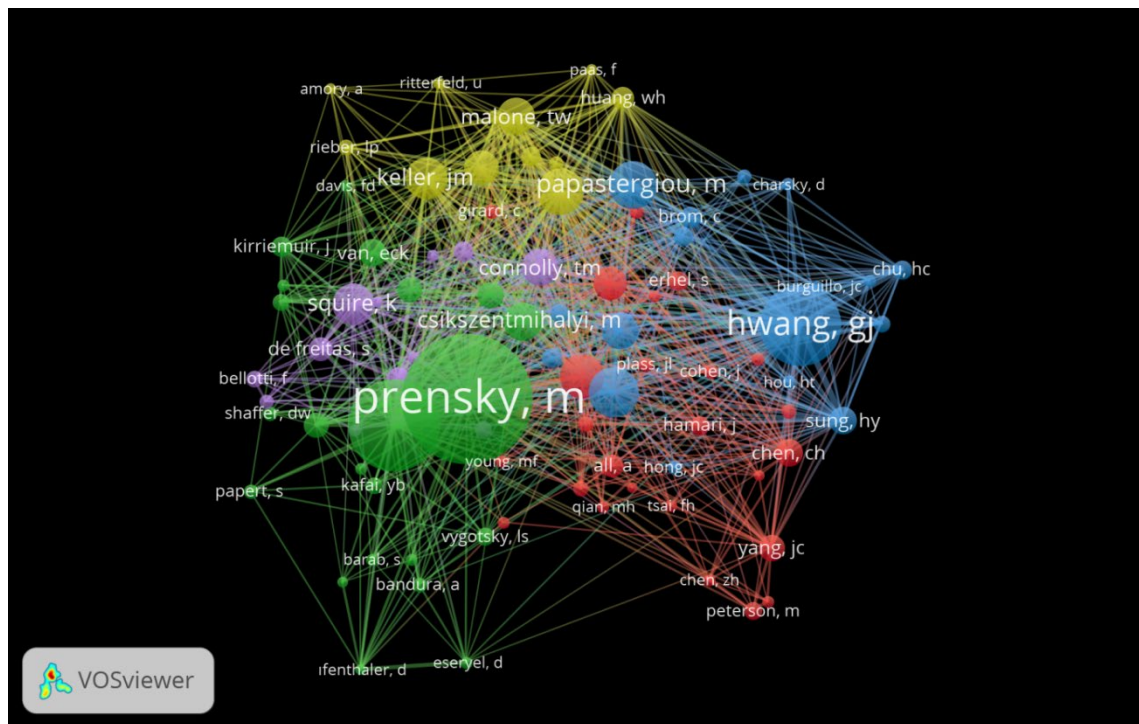 paas, f
ritterfeld, u
amory, a
huang, wh
malone, tw
rieber, lp
keller, jm
papastergiou, m
davis, fd
charsky, d
girard, c
brom, c
kirriemuir, j
van, eck
connolly, tm
chu, hc
erhel, s
burguillo, jc
squire, k
csikszentmihalyi, m
hwang, gj
de freitas, s
plass, jl
cohen, j
bellotti, f
hou, ht
prensky, m
shaffer, dw
sung, hy
hamari, j
chen, ch
young, mf
all, a
hong, jc
kafai, yb
papert, s
qian, mh
tsai, fh
vygotsky, ls
yang, jc
barab, s
chen, zh
bandura, a
peterson, m
eseryel, d
ifenthaler, d
VOSviewer